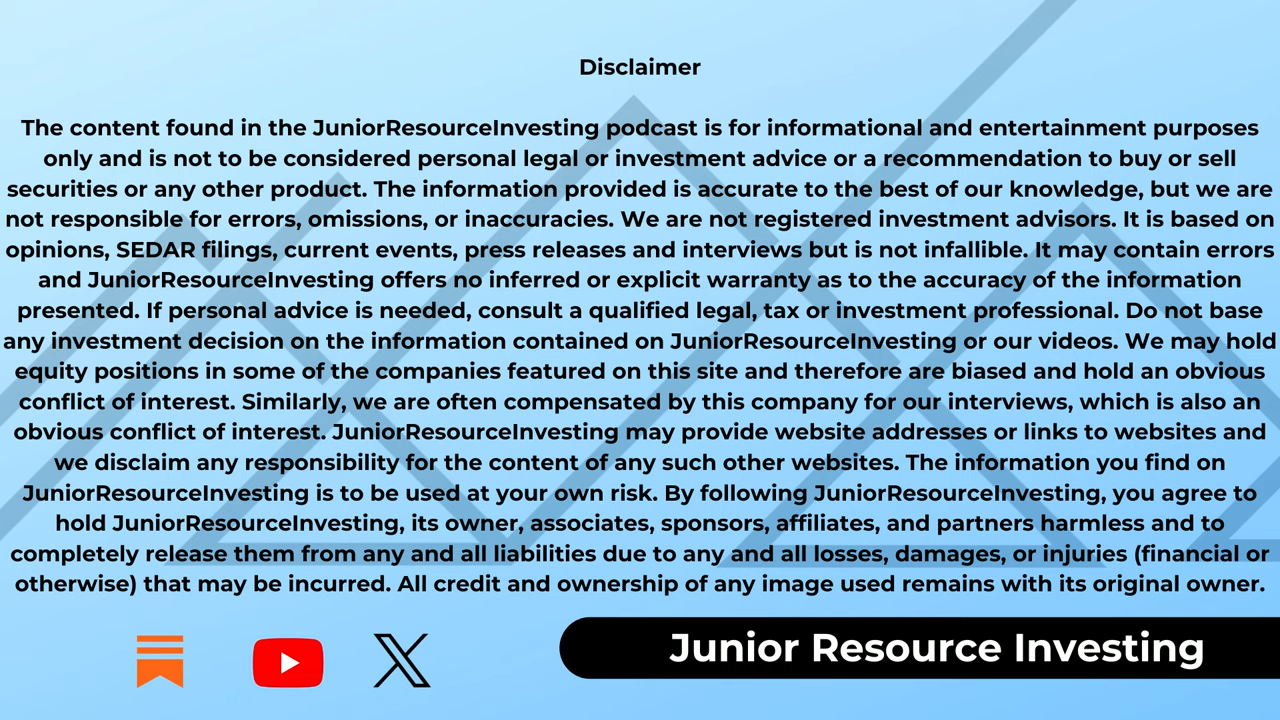 Disclaimer
The content found in the JuniorResourceInvesting podcast is for informational and entertainment purposes
only and is not to be considered personal legal or investment advice or a recommendation to buy or sell
securities or any other product. The information provided is accurate to the best of our knowledge, but we are
not responsible for errors, omissions, or inaccuracies. We are not registered investment advisors. It is based on
opinions, SEDAR filings, current events, press releases and interviews but is not infallible. It may contain errors
and JuniorResourceInvesting offers no inferred or explicit warranty as to the accuracy of the information
presented. If personal advice is needed, consult a qualified legal, tax or investment professional. Do not base
any investment decision on the information contained on JuniorResourceInvesting or our videos. We may hold
equity positions in some of the companies featured on this site and therefore are biased and hold an obvious
conflict of interest. Similarly, we are often compensated by this company for our interviews, which is also an
obvious conflict of interest. JuniorResourceInvesting may provide website addresses or links to websites and
we disclaim any responsibility for the content of any such other websites. The information you find on
JuniorResourceInvesting is to be used at your own risk. By following JuniorResourceInvesting, you agree to
hold JuniorResourceInvesting, its owner, associates, sponsors, affiliates, and partners harmless and to
completely release them from any and all liabilities due to any and all losses, damages, or injuries (financial or
otherwise) that may be incurred. All credit and ownership of any image used remains with its original owner.
Junior Resource Investing